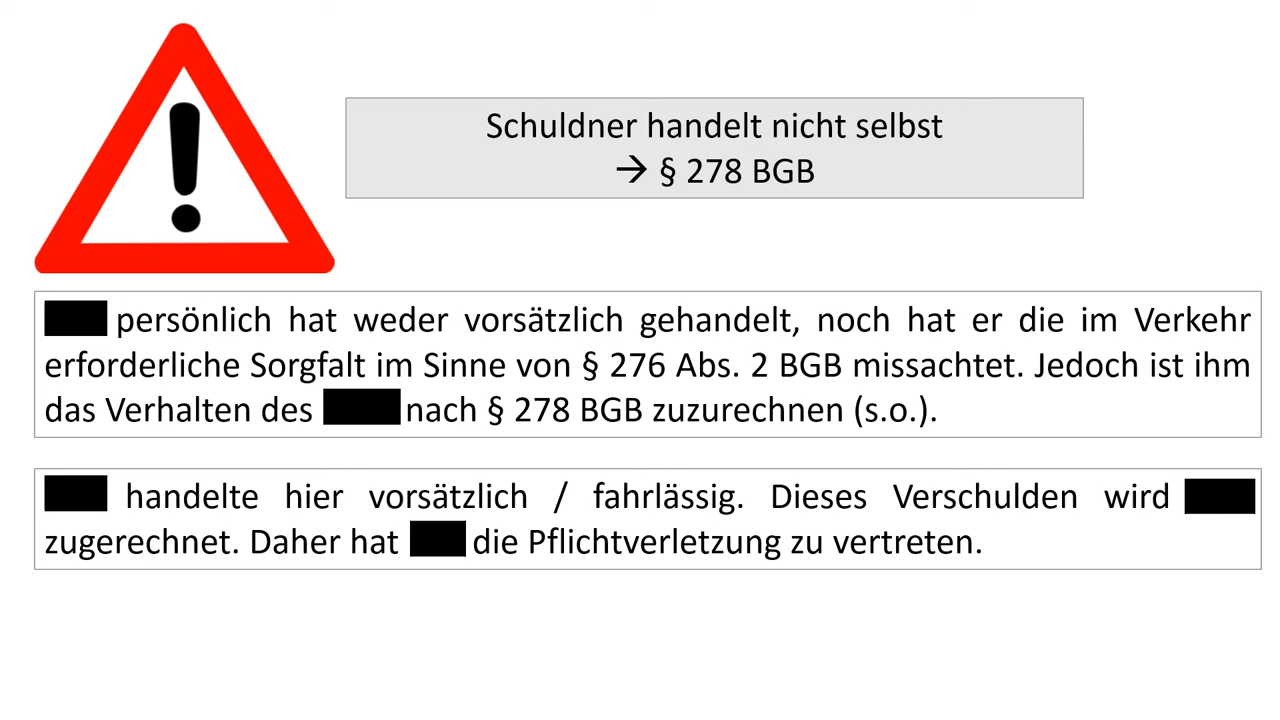 Schuldner handelt nicht selbst
→ § 278 BGB
persönlich hat weder vorsätzlich gehandelt, noch hat er die im Verkehr
erforderliche Sorgfalt im Sinne von § 276 Abs. 2 BGB missachtet. Jedoch ist ihm
das Verhalten des nach § 278 BGB zuzurechnen (s.o.).
handelte hier vorsätzlich / fahrlässig. Dieses Verschulden wird
zugerechnet. Daher hat die Pflichtverletzung zu vertreten.